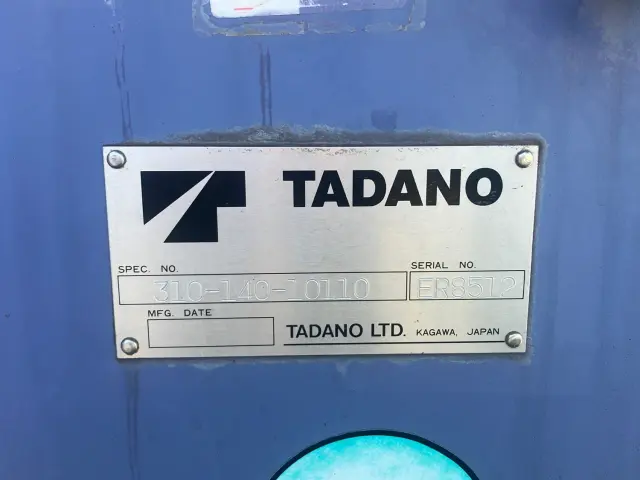 TADANO
SPEC. NO.
310-140-10110
SERIAL NO.
ER8512
MFG. DATE
TADANO LTD. KAGAWA, JAPAN